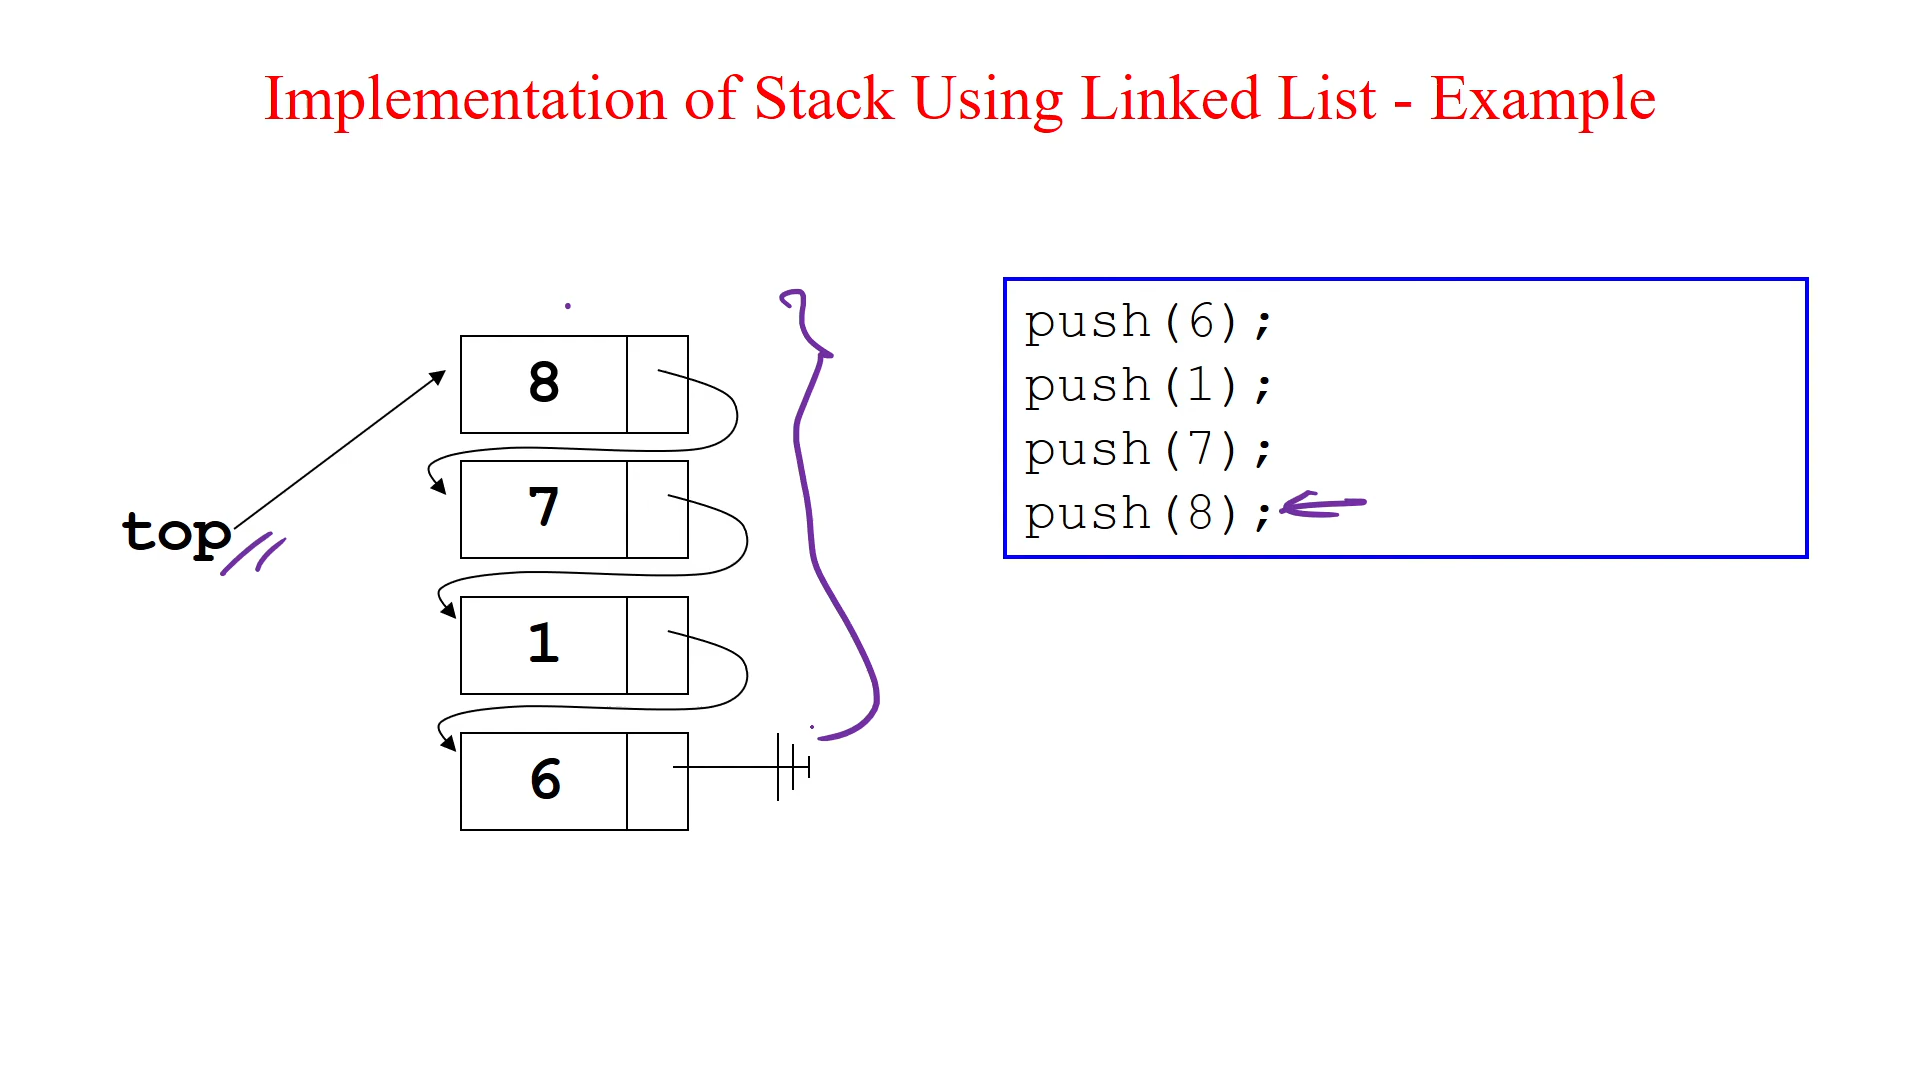 Implementation of Stack Using Linked List - Example
8
7
top
1
6
push(6);
push(1);
push(7);
push(8);